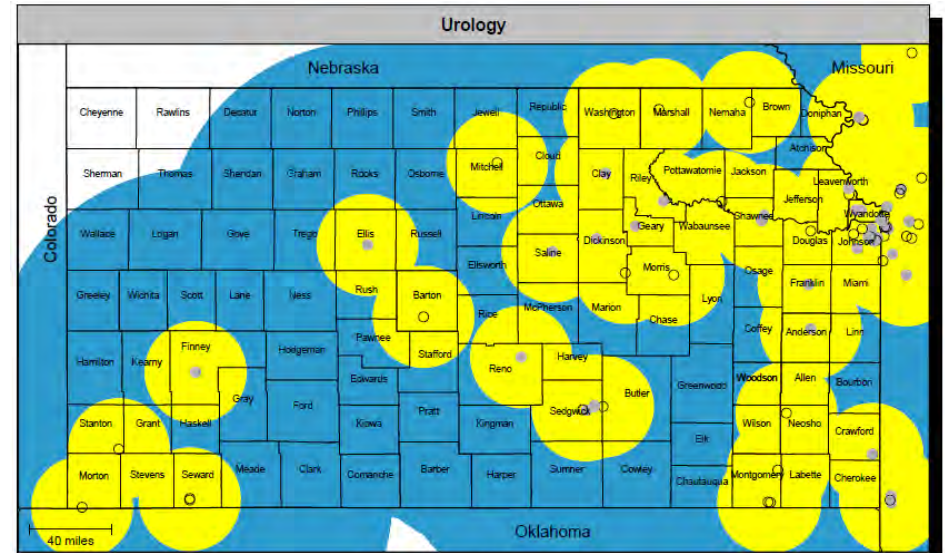 Urology
Nebraska
Missouri
Cheyenne Rawlins Decatur Norton Phillips Smith Jewell Republic Washington Marshall Nemaha Brown Doniphan
Atchison
Sherman Thomas Sheridan Graham Rooks Osborne Mitchell Cloud Clay Riley Pottawatomie Jackson
Leavenworth
Jefferson
Colorado
Wallace Logan Gove Trego Ellis Russell Lincoln Ottawa Saline Dickinson Geary Wabaunsee Shawnee Wyandotte
Douglas Johnson
Ellsworth Morris Osage
Greeley Wichita Scott Lane Ness Rush Barton Rice McPherson Marion Chase Lyon Franklin Miami
Hamilton Kearny Finney Hodgeman Pawnee Stafford Reno Harvey Coffey Anderson Linn
Edwards
Stanton Grant Haskell Gray Ford Kiowa Pratt Kingman Sedgwick Butler Greenwood Woodson Allen Bourbon
Elk Wilson Neosho Crawford
Morton Stevens Seward Meade Clark Comanche Barber Harper Sumner Cowley Chautauqua Montgomery Labette Cherokee
40 miles
Oklahoma